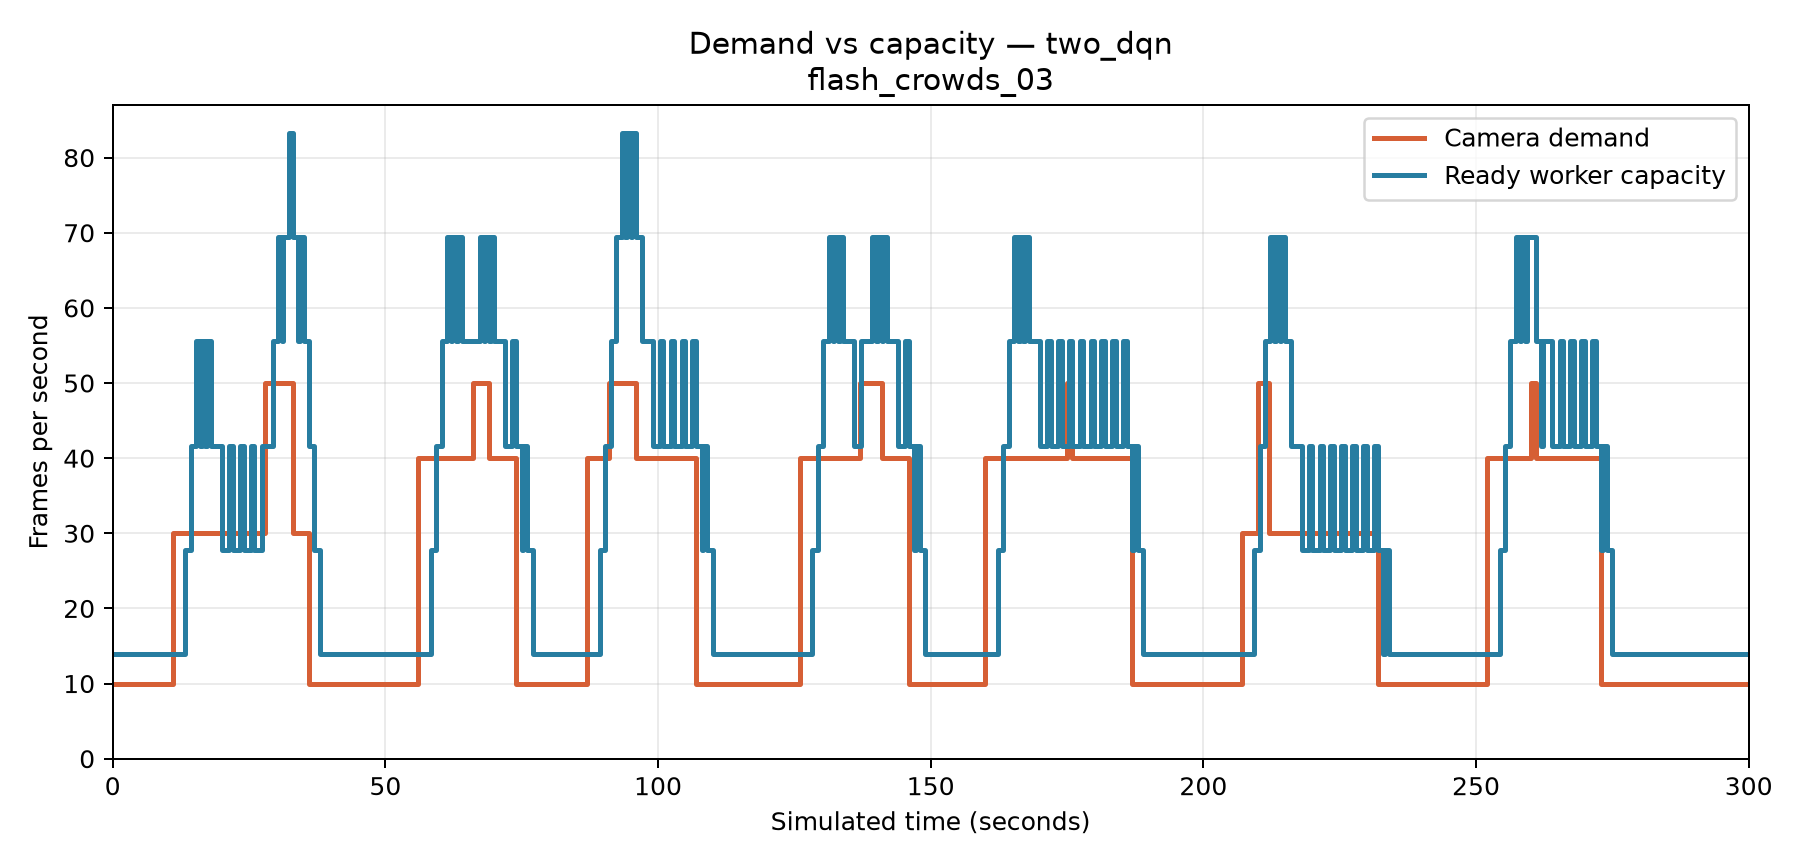 Demand vs capacity — two_dqn
flash_crowds_03
Camera demand
Ready worker capacity
Frames per second
80
70
60
50
40
30
20
10
0
0 50 100 150 200 250 300
Simulated time (seconds)